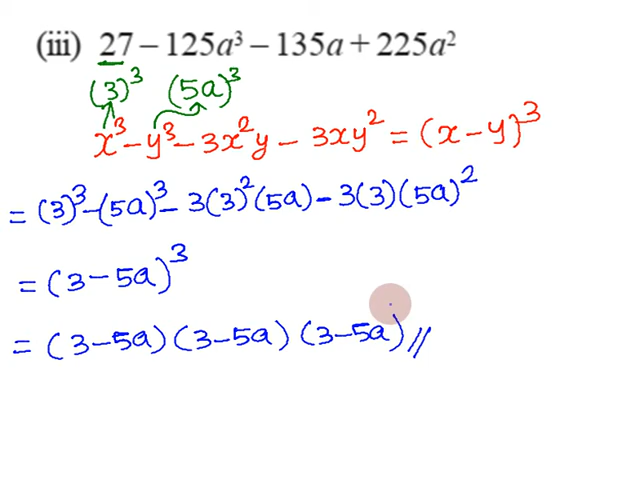 (iii) 27 – 125a³ – 135a + 225a²
(3)³ (5a)³
x³ - y³ - 3x²y - 3xy² = (x - y)³
= (3)³ - (5a)³ - 3(3)²(5a) - 3(3)(5a)²
= (3 - 5a)³
= (3 - 5a) (3 - 5a) (3 - 5a) //